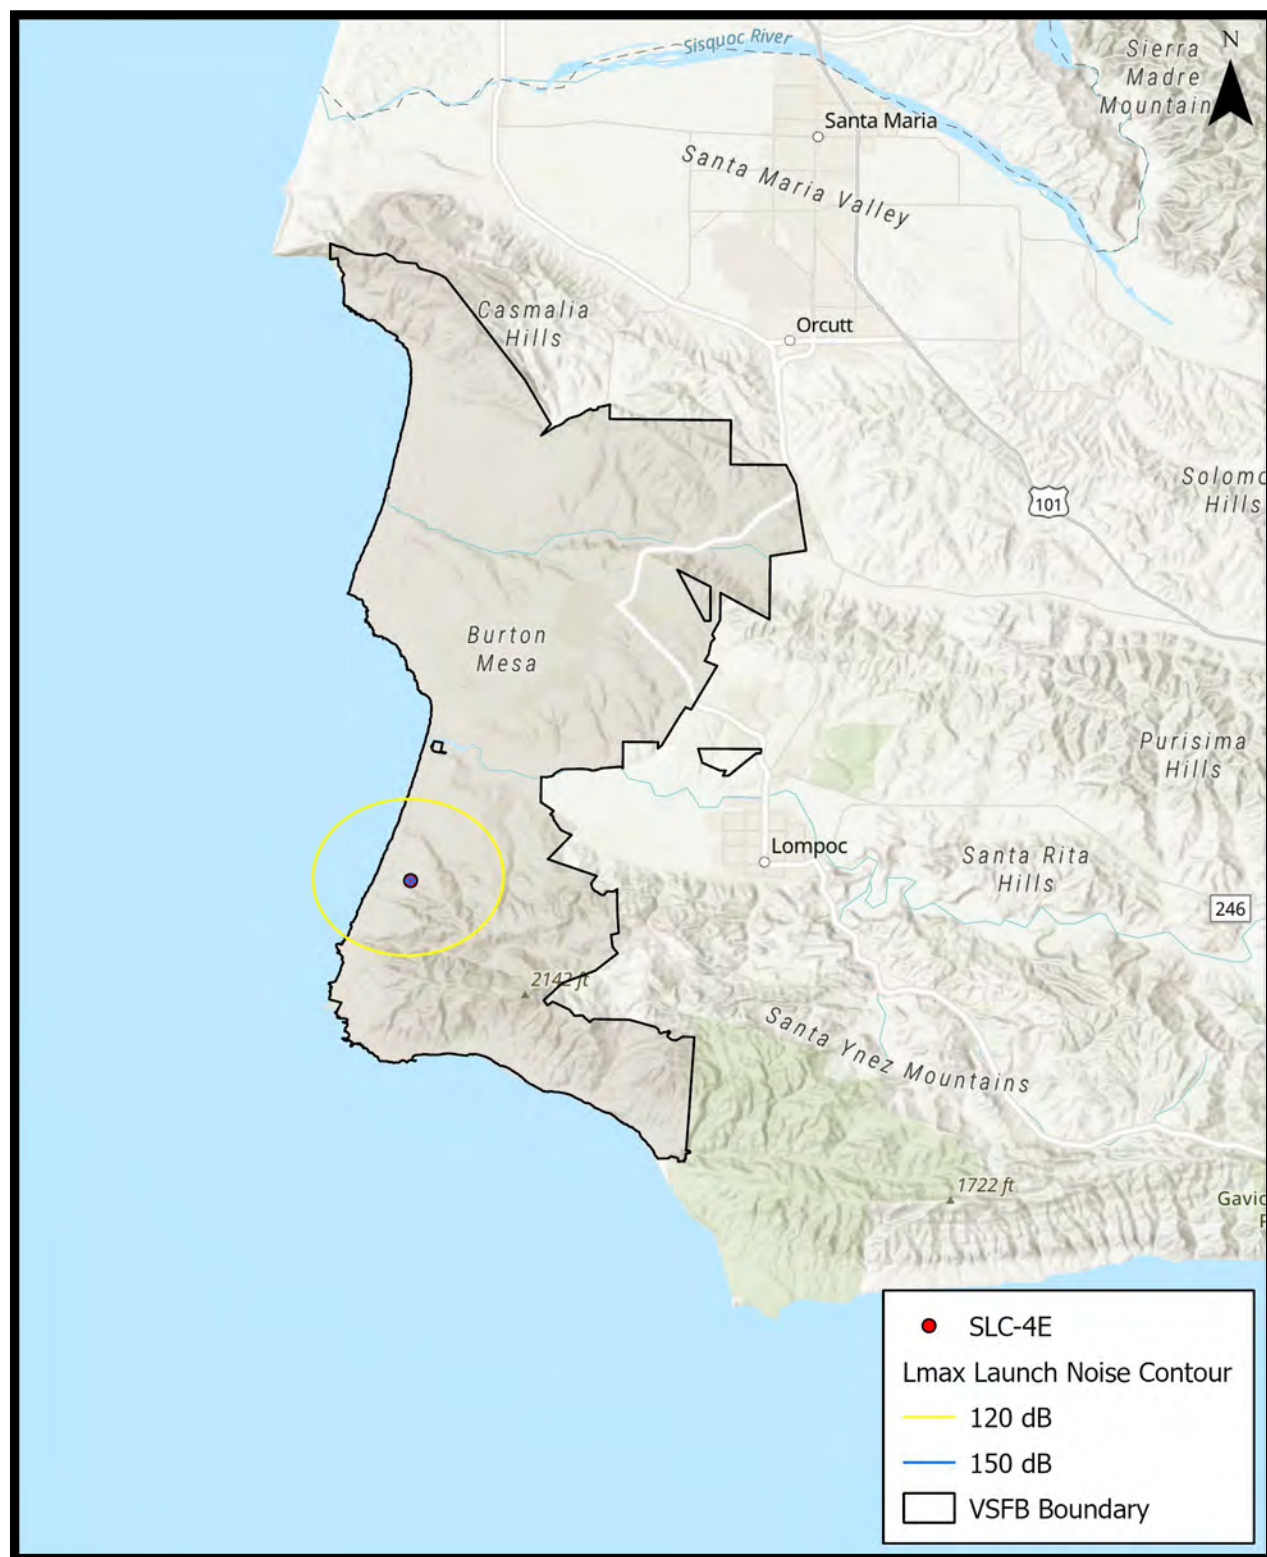 Sisquoc River
N
Sierra
Madre
Mountain
Santa Maria
Santa Maria Valley
Casmalia
Hills
Orcutt
Solomo
Hills
101
Burton
Mesa
Purisima
Hills
Lompoc
Santa Rita
Hills
246
2142 ft
Santa Ynez Mountains
1722 ft
Gavio
F
SLC-4E
Lmax Launch Noise Contour
120 dB
150 dB
VSFB Boundary